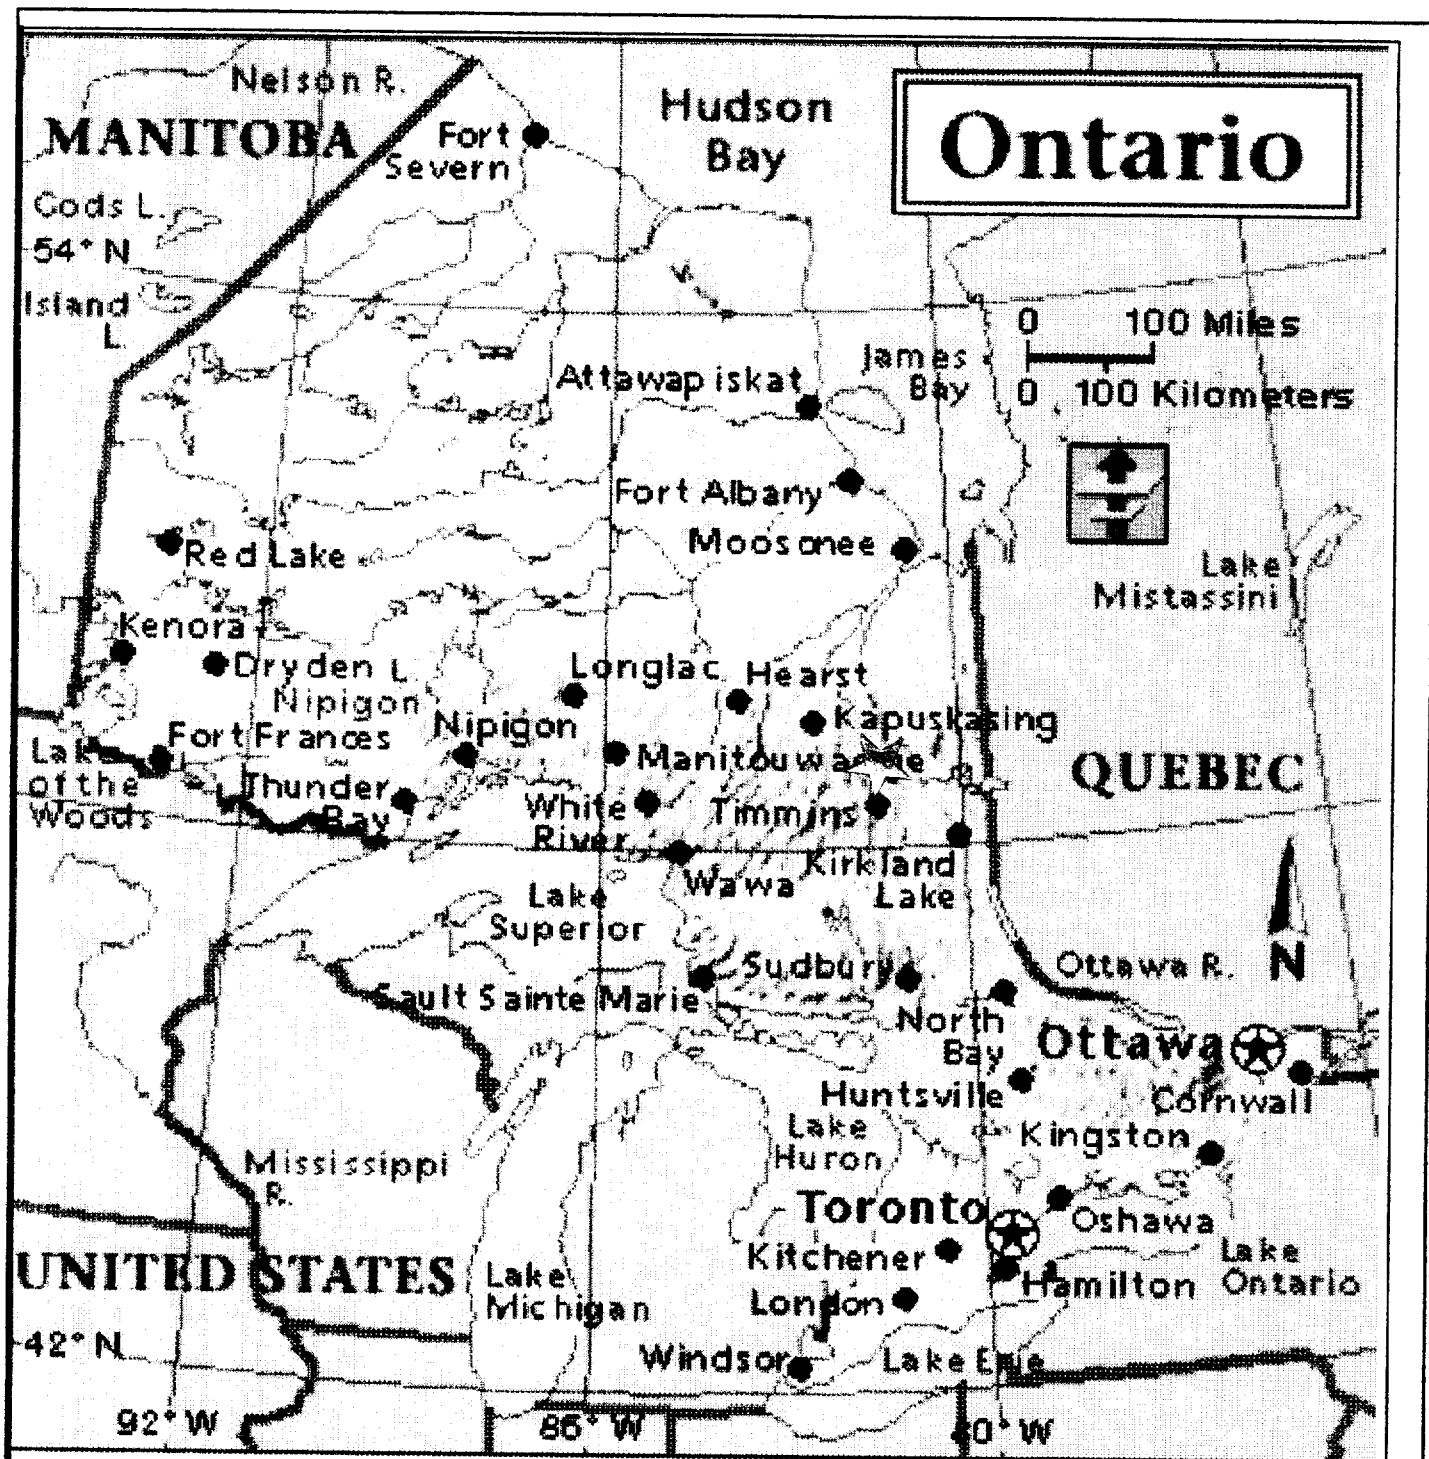 Nelson R.
MANITOBA
Fort
Severn
Hudson
Bay
Ontario
Gods L.
54° N
Island
L.
0 100 Miles
0 100 Kilometers
James
Bay
Attawapiskat
Fort Albany
Moosonee
Red Lake
Lake
Mistassini
Kenora
Dryden
L.
Nipigon
Longlac
Hearst
Kapuskasing
Nipigon
Fort Frances
Lake
of the
Woods
Manitouwadge
QUEBEC
Thunder
Bay
White
River
Timmins
Kirkland
Lake
Wawa
Lake
Superior
Sudbury
Ottawa R.
N
Sault Sainte Marie
North
Bay
Ottawa
Huntsville
Cornwall
Lake
Huron
Kingston
Mississippi
R.
Toronto
Oshawa
Kitchener
Lake
Ontario
UNITED STATES
Lake
Michigan
Hamilton
London
42° N
Windsor
Lake Erie
92° W
86° W
80° W